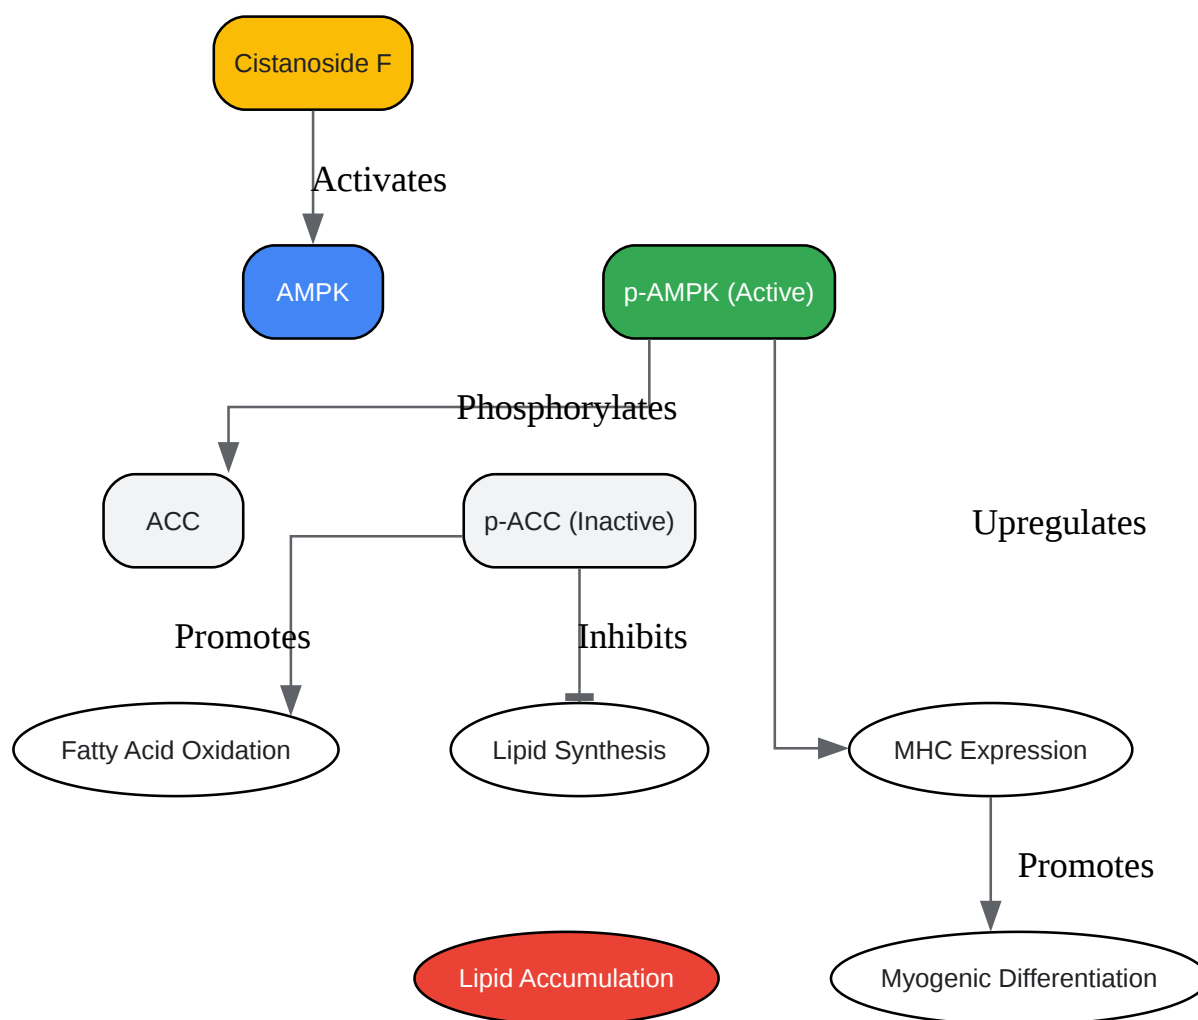 Cistanoside F
Activates
AMPK
p-AMPK (Active)
Phosphorylates
ACC
p-ACC (Inactive)
Upregulates
Promotes
Inhibits
Fatty Acid Oxidation
Lipid Synthesis
MHC Expression
Promotes
Lipid Accumulation
Myogenic Differentiation